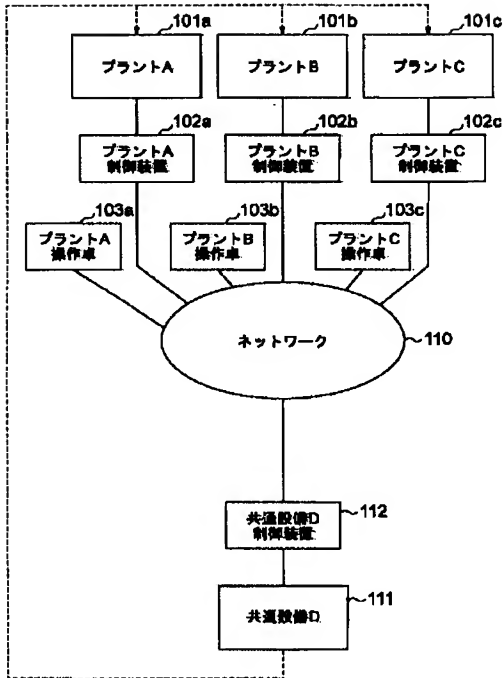 101a
101b
101c
プラントA
プラントB
プラントC
102a
102b
102c
プラントA
制御装置
プラントB
制御装置
プラントC
制御装置
103a
103b
103c
プラントA
操作卓
プラントB
操作卓
プラントC
操作卓
ネットワーク
110
共通設備D
制御装置
112
共通設備D
111